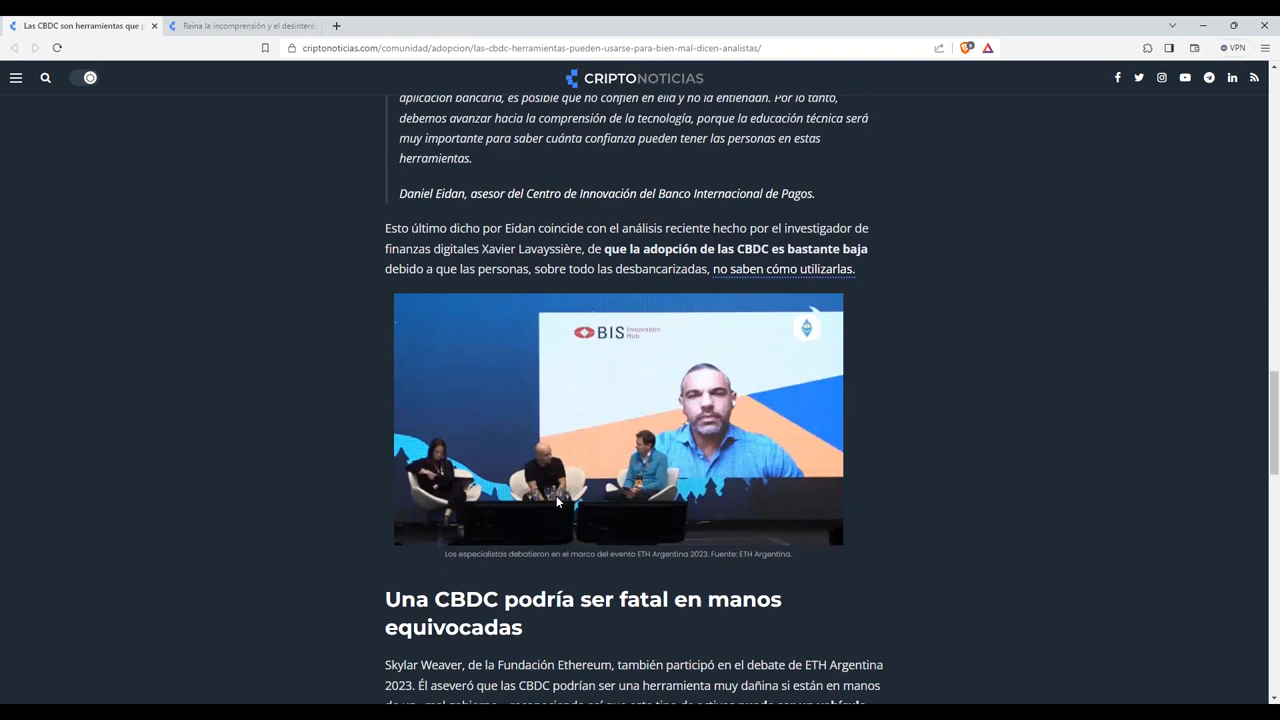 Las CBDC son herramientas que
Reina la incomprensión y el desinterés
criptonoticias.com/comunidad/adopcion/las-cbdc-herramientas-pueden-usarse-para-bien-mal-dicen-analistas/
VPN
CRIPTONOTICIAS
aplicación bancaria, es posible que no confíen en ella y no la entiendan. Por lo tanto,
debemos avanzar hacia la comprensión de la tecnología, porque la educación técnica será
muy importante para saber cuánta confianza pueden tener las personas en estas
herramientas.
Daniel Eidan, asesor del Centro de Innovación del Banco Internacional de Pagos.
Esto último dicho por Eidan coincide con el análisis reciente hecho por el investigador de
finanzas digitales Xavier Lavayssière, de que la adopción de las CBDC es bastante baja
debido a que las personas, sobre todo las desbancarizadas, no saben cómo utilizarlas.
BIS Innovation
Hub
Los especialistas debatieron en el marco del evento ETH Argentina 2023. Fuente: ETH Argentina.
Una CBDC podría ser fatal en manos
equivocadas
Skylar Weaver, de la Fundación Ethereum, también participó en el debate de ETH Argentina
2023. Él aseveró que las CBDC podrían ser una herramienta muy dañina si están en manos